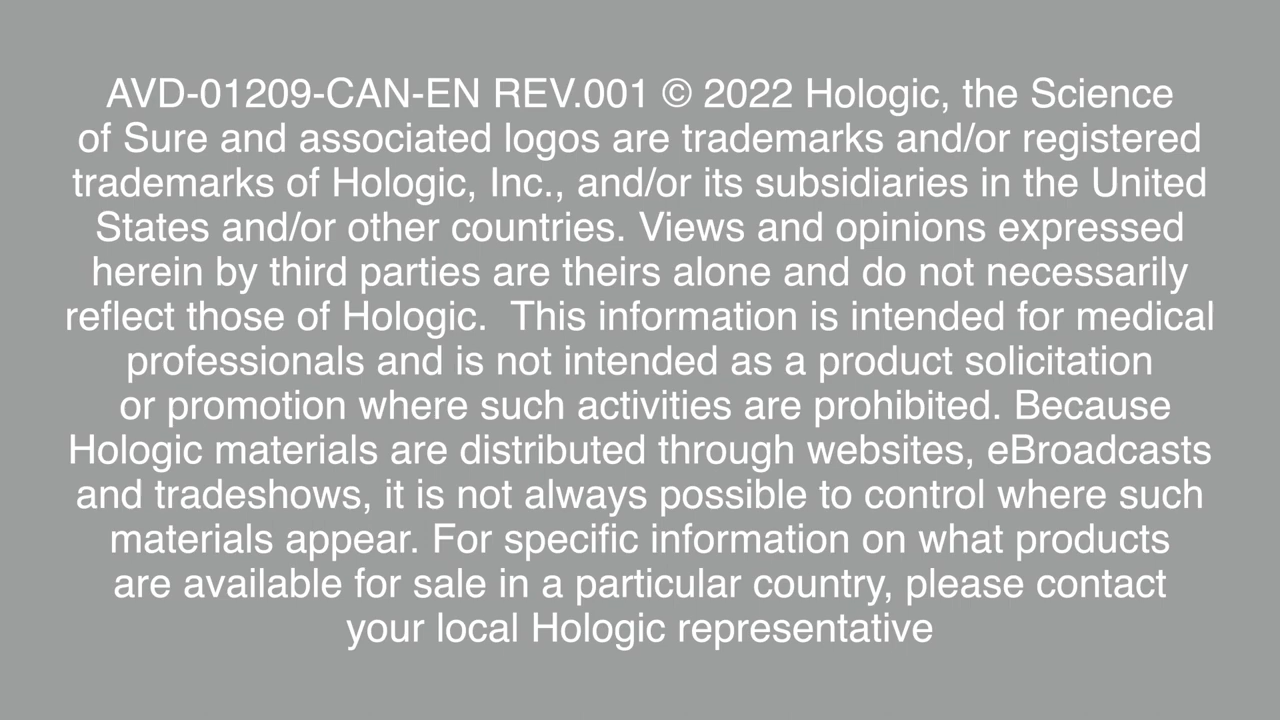 AVD-01209-CAN-EN REV.001 © 2022 Hologic, the Science
of Sure and associated logos are trademarks and/or registered
trademarks of Hologic, Inc., and/or its subsidiaries in the United
States and/or other countries. Views and opinions expressed
herein by third parties are theirs alone and do not necessarily
reflect those of Hologic.  This information is intended for medical
professionals and is not intended as a product solicitation
or promotion where such activities are prohibited. Because
Hologic materials are distributed through websites, eBroadcasts
and tradeshows, it is not always possible to control where such
materials appear. For specific information on what products
are available for sale in a particular country, please contact
your local Hologic representative